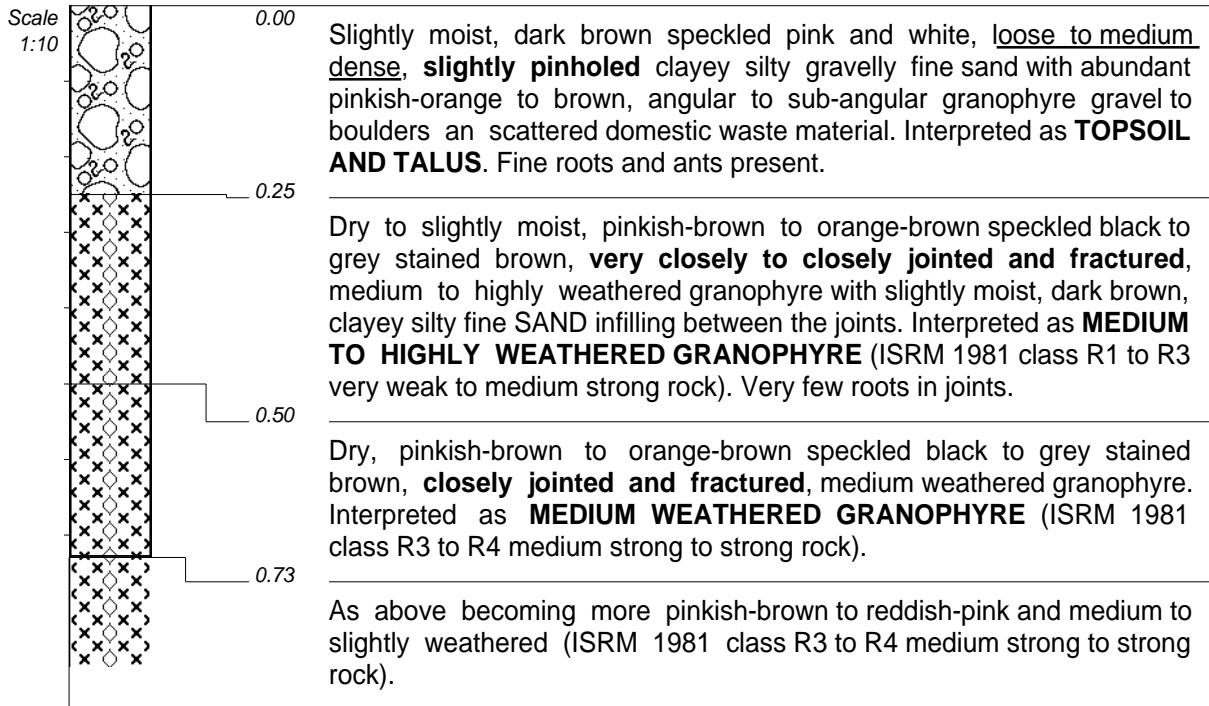 Scale
1:10
0.00
Slightly moist, dark brown speckled pink and white, loose to medium
dense, slightly pinholed clayey silty gravelly fine sand with abundant
pinkish-orange to brown, angular to sub-angular granophyre gravel to
boulders an scattered domestic waste material. Interpreted as TOPSOIL
AND TALUS. Fine roots and ants present.
0.25
Dry to slightly moist, pinkish-brown to orange-brown speckled black to
grey stained brown, very closely to closely jointed and fractured,
medium to highly weathered granophyre with slightly moist, dark brown,
clayey silty fine SAND infilling between the joints. Interpreted as MEDIUM
TO HIGHLY WEATHERED GRANOPHYRE (ISRM 1981 class R1 to R3
very weak to medium strong rock). Very few roots in joints.
0.50
Dry, pinkish-brown to orange-brown speckled black to grey stained
brown, closely jointed and fractured, medium weathered granophyre.
Interpreted as MEDIUM WEATHERED GRANOPHYRE (ISRM 1981
class R3 to R4 medium strong to strong rock).
0.73
As above becoming more pinkish-brown to reddish-pink and medium to
slightly weathered (ISRM 1981 class R3 to R4 medium strong to strong
rock).